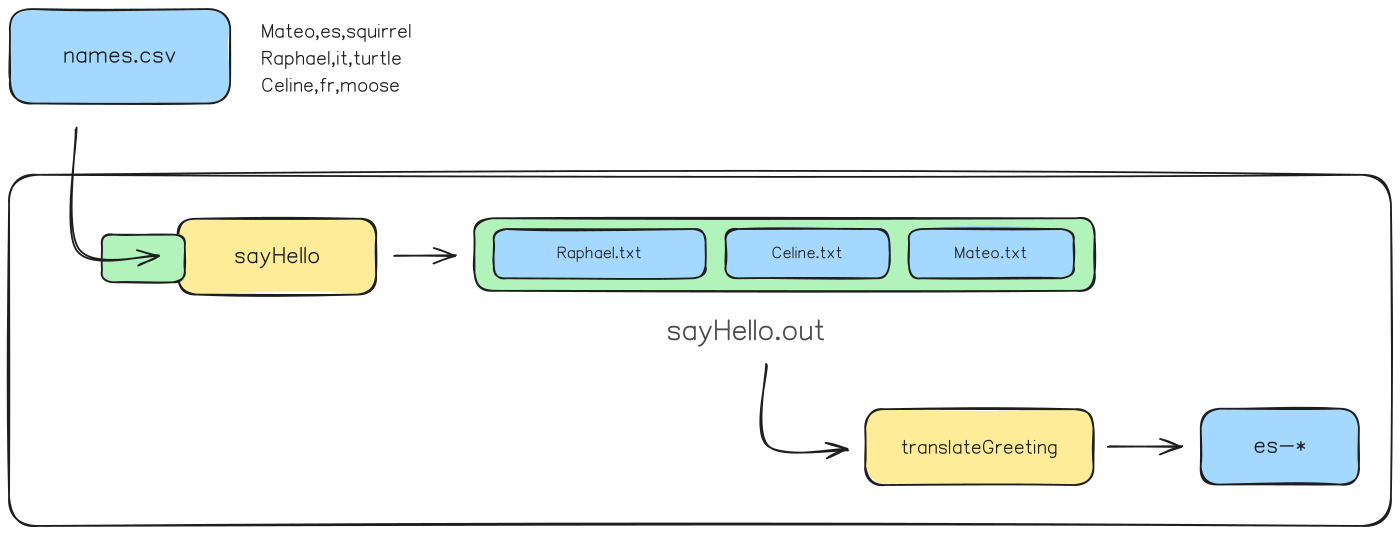 names.csv
Mateo,es,squirrel
Raphael,it,turtle
Celine,fr,moose
sayHello
Raphael.txt
Celine.txt
Mateo.txt
sayHello.out
translateGreeting
es-*